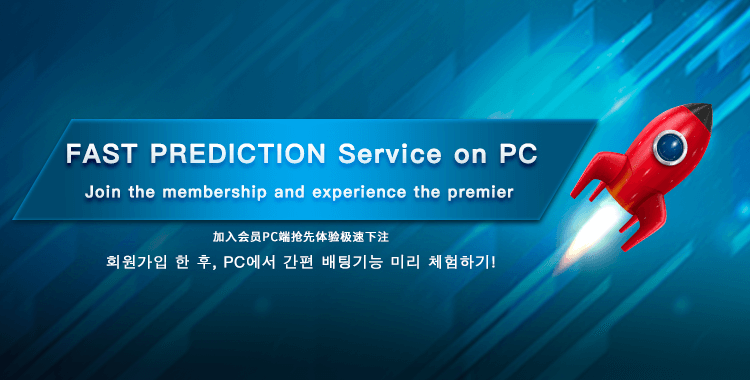 FAST PREDICTION Service on PC
Join the membership and experience the premier
加入会员PC端抢先体验极速下注
회원가입 한 후, PC에서 간편 배팅기능 미리 체험하기!